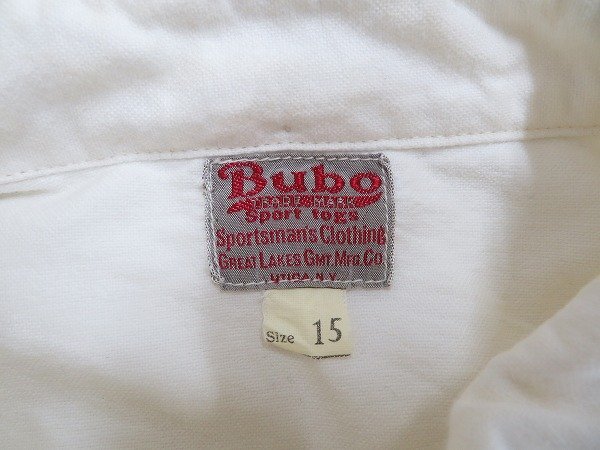 Bubo
TRADE MARK
Sport togs
Sportsman's Clothing
GREAT LAKES GMT. MFG. CO.
UTICA, N.Y.
Size 15